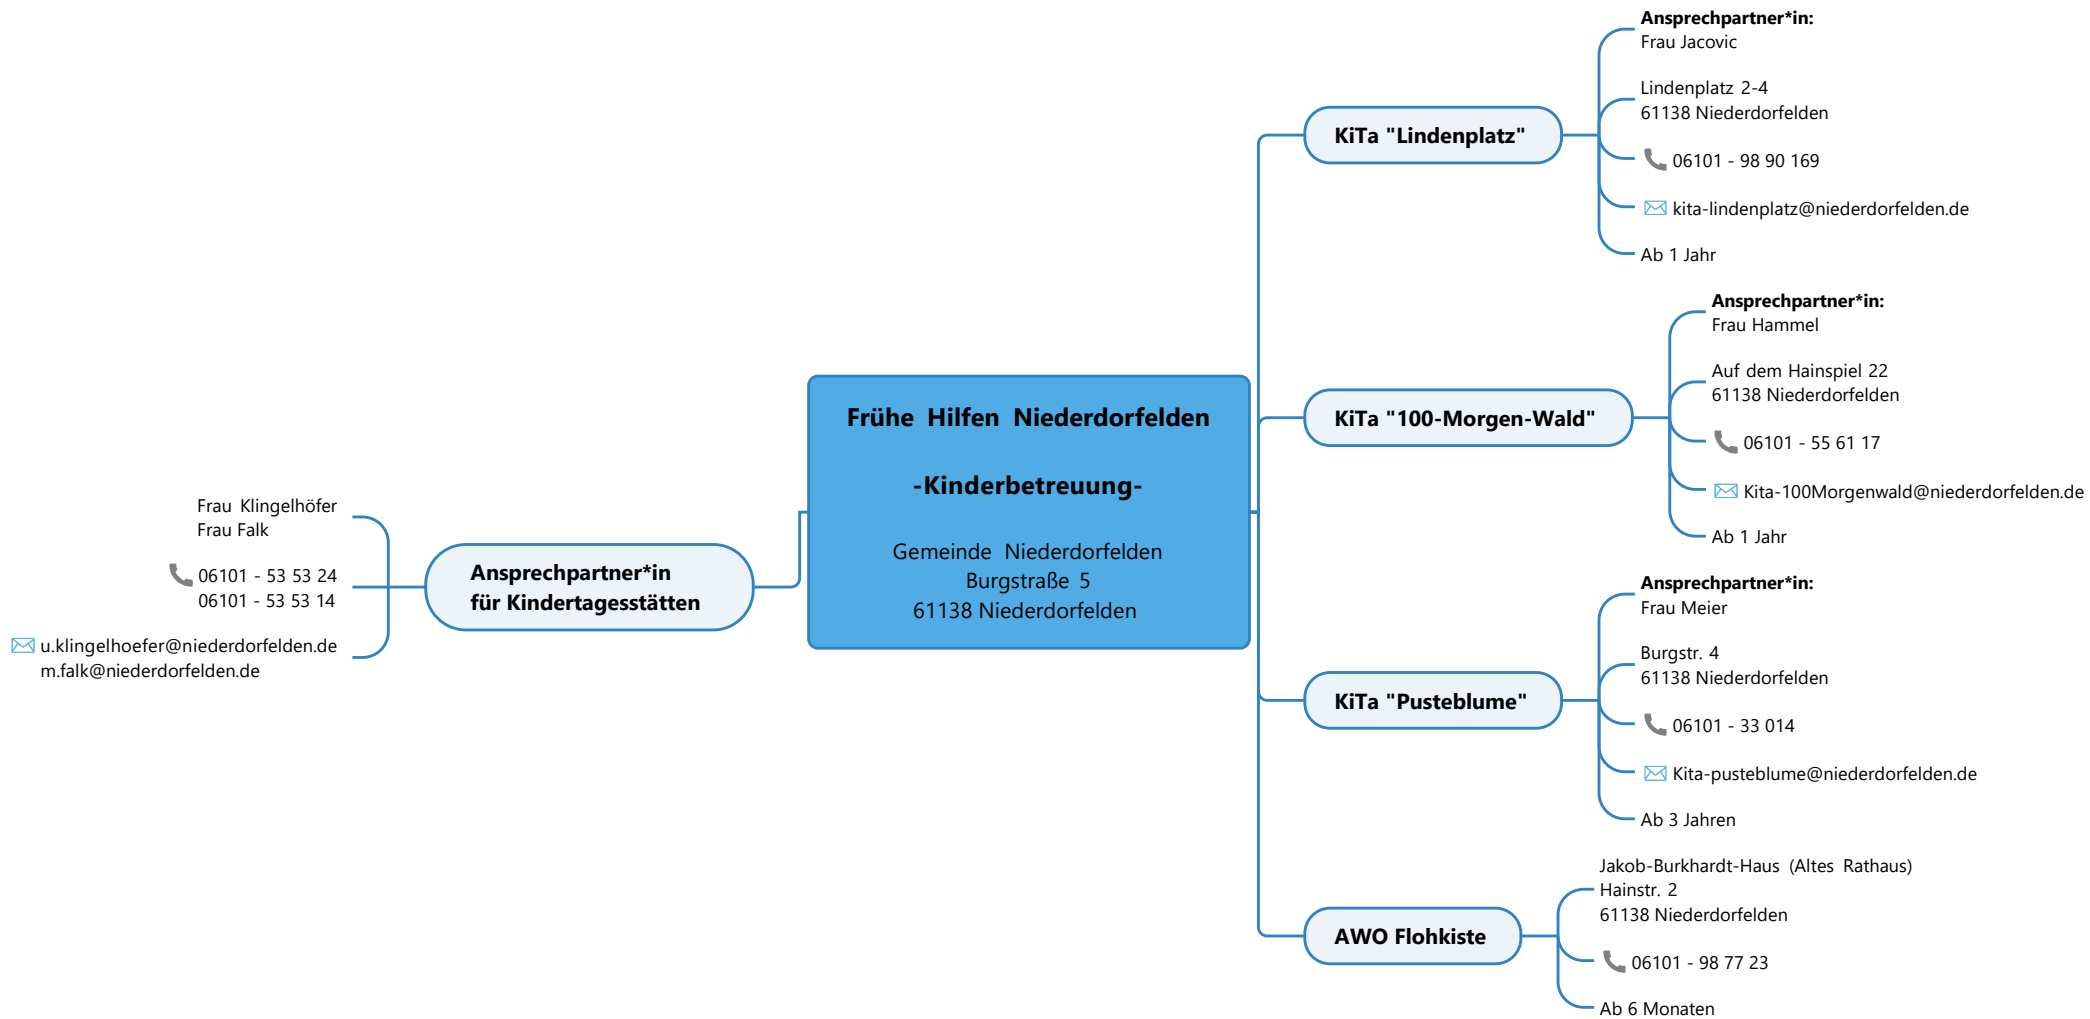 Frühe Hilfen Niederdorfelden
-Kinderbetreuung-
Gemeinde Niederdorfelden
Burgstraße 5
61138 Niederdorfelden
Ansprechpartner*in
für Kindertagesstätten
Frau Klingelhöfer
Frau Falk
06101 - 53 53 24
06101 - 53 53 14
u.klingelhoefer@niederdorfelden.de
m.falk@niederdorfelden.de
KiTa "Lindenplatz"
Ansprechpartner*in:
Frau Jacovic
Lindenplatz 2-4
61138 Niederdorfelden
06101 - 98 90 169
kita-lindenplatz@niederdorfelden.de
Ab 1 Jahr
KiTa "100-Morgen-Wald"
Ansprechpartner*in:
Frau Hammel
Auf dem Hainspiel 22
61138 Niederdorfelden
06101 - 55 61 17
Kita-100Morgenwald@niederdorfelden.de
Ab 1 Jahr
KiTa "Pusteblume"
Ansprechpartner*in:
Frau Meier
Burgstr. 4
61138 Niederdorfelden
06101 - 33 014
Kita-pusteblume@niederdorfelden.de
Ab 3 Jahren
AWO Flohkiste
Jakob-Burkhardt-Haus (Altes Rathaus)
Hainstr. 2
61138 Niederdorfelden
06101 - 98 77 23
Ab 6 Monaten